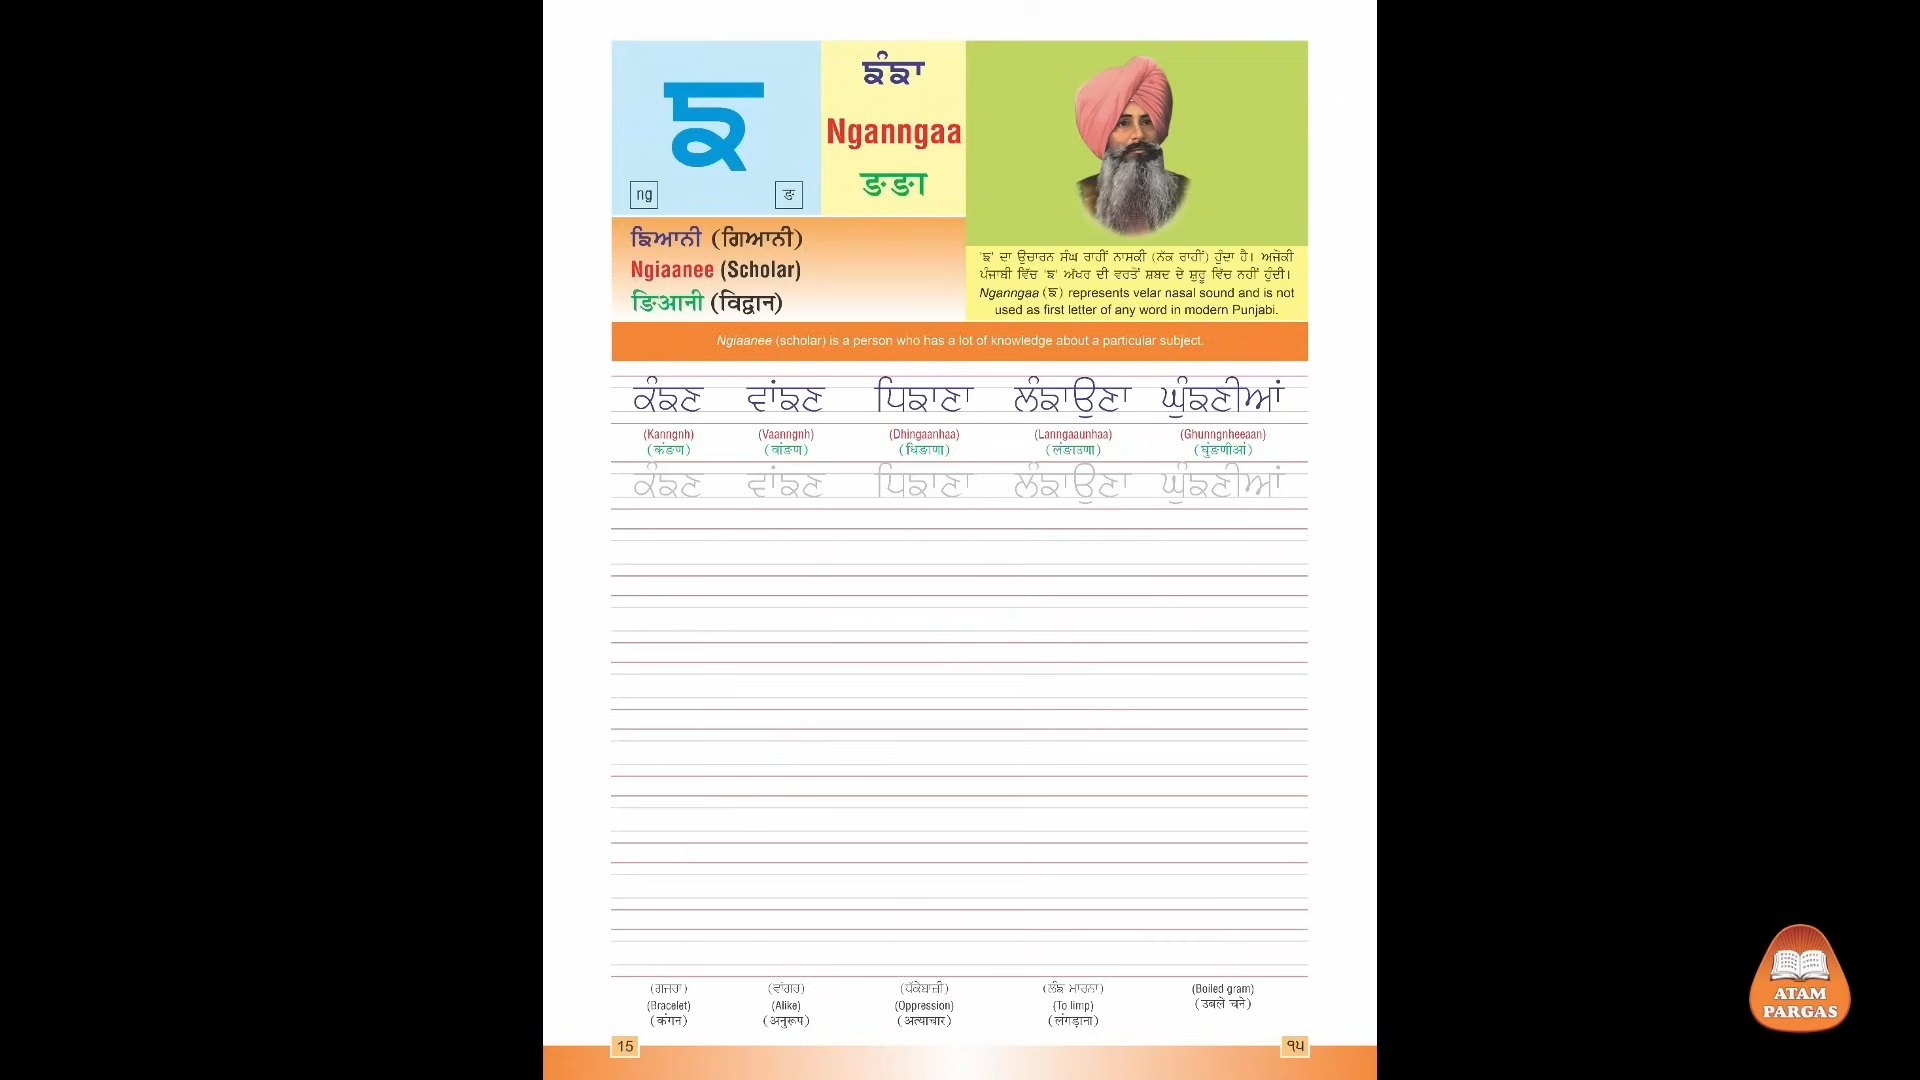 ਙ
ng
ङ
ਙੰਙਾ
Nganngaa
ङङा
ਙਿਆਨੀ (ਗਿਆਨੀ)
Ngiaanee (Scholar)
ङिआनी (विद्वान)
'ਙ' ਦਾ ਉਚਾਰਨ ਸੰਘ ਰਾਹੀਂ ਨਾਸਕੀ (ਨੱਕ ਰਾਹੀਂ) ਹੁੰਦਾ ਹੈ। ਅਜੋਕੀ
ਪੰਜਾਬੀ ਵਿੱਚ 'ਙ' ਅੱਖਰ ਦੀ ਵਰਤੋਂ ਸ਼ਬਦ ਦੇ ਸ਼ੁਰੂ ਵਿੱਚ ਨਹੀਂ ਹੁੰਦੀ।
Nganngaa (ਙ) represents velar nasal sound and is not
used as first letter of any word in modern Punjabi.
Ngiaanee (scholar) is a person who has a lot of knowledge about a particular subject.
ਕੰਙਣ ਵਾਂਙਣ ਧਿਙਾਣਾ ਲੰਙਾਉਣਾ ਘੁੰਙਣੀਆਂ
(Kanngnh) (Vaanngnh) (Dhingaanhaa) (Lanngaaunhaa) (Ghunngnheeaan)
(कंङण) (वांङण) (धिङाणा) (लंङाउणा) (घुंङणीआं)
ਕੰਙਣ ਵਾਂਙਣ ਧਿਙਾਣਾ ਲੰਙਾਉਣਾ ਘੁੰਙਣੀਆਂ
(ਗਜਰਾ) (ਵਾਂਗਰ) (ਧੱਕੇਬਾਜ਼ੀ) (ਲੰਙ ਮਾਰਨਾ) (Boiled gram)
(Bracelet) (Alike) (Oppression) (To limp) (उबले चने)
(कंगन) (अनुरूप) (अत्याचार) (लंगड़ाना)
15
੧੫
ATAM
PARGAS